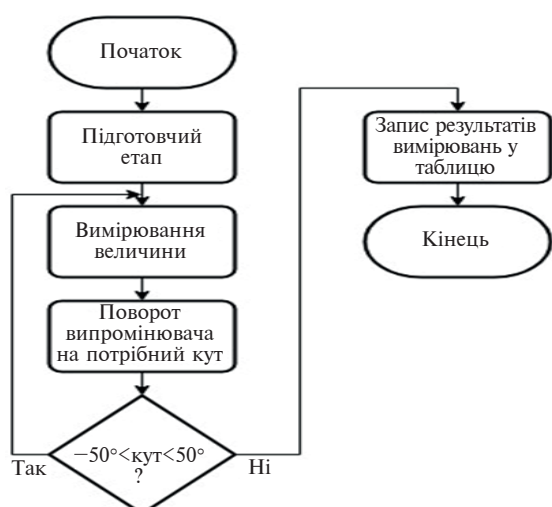 Початок
Підготовчий
етап
Вимірювання
величини
Поворот
випромінювача
на потрібний кут
−50°<кут<50°
?
Так
Ні
Запис результатів
вимірювань у
таблицю
Кінець